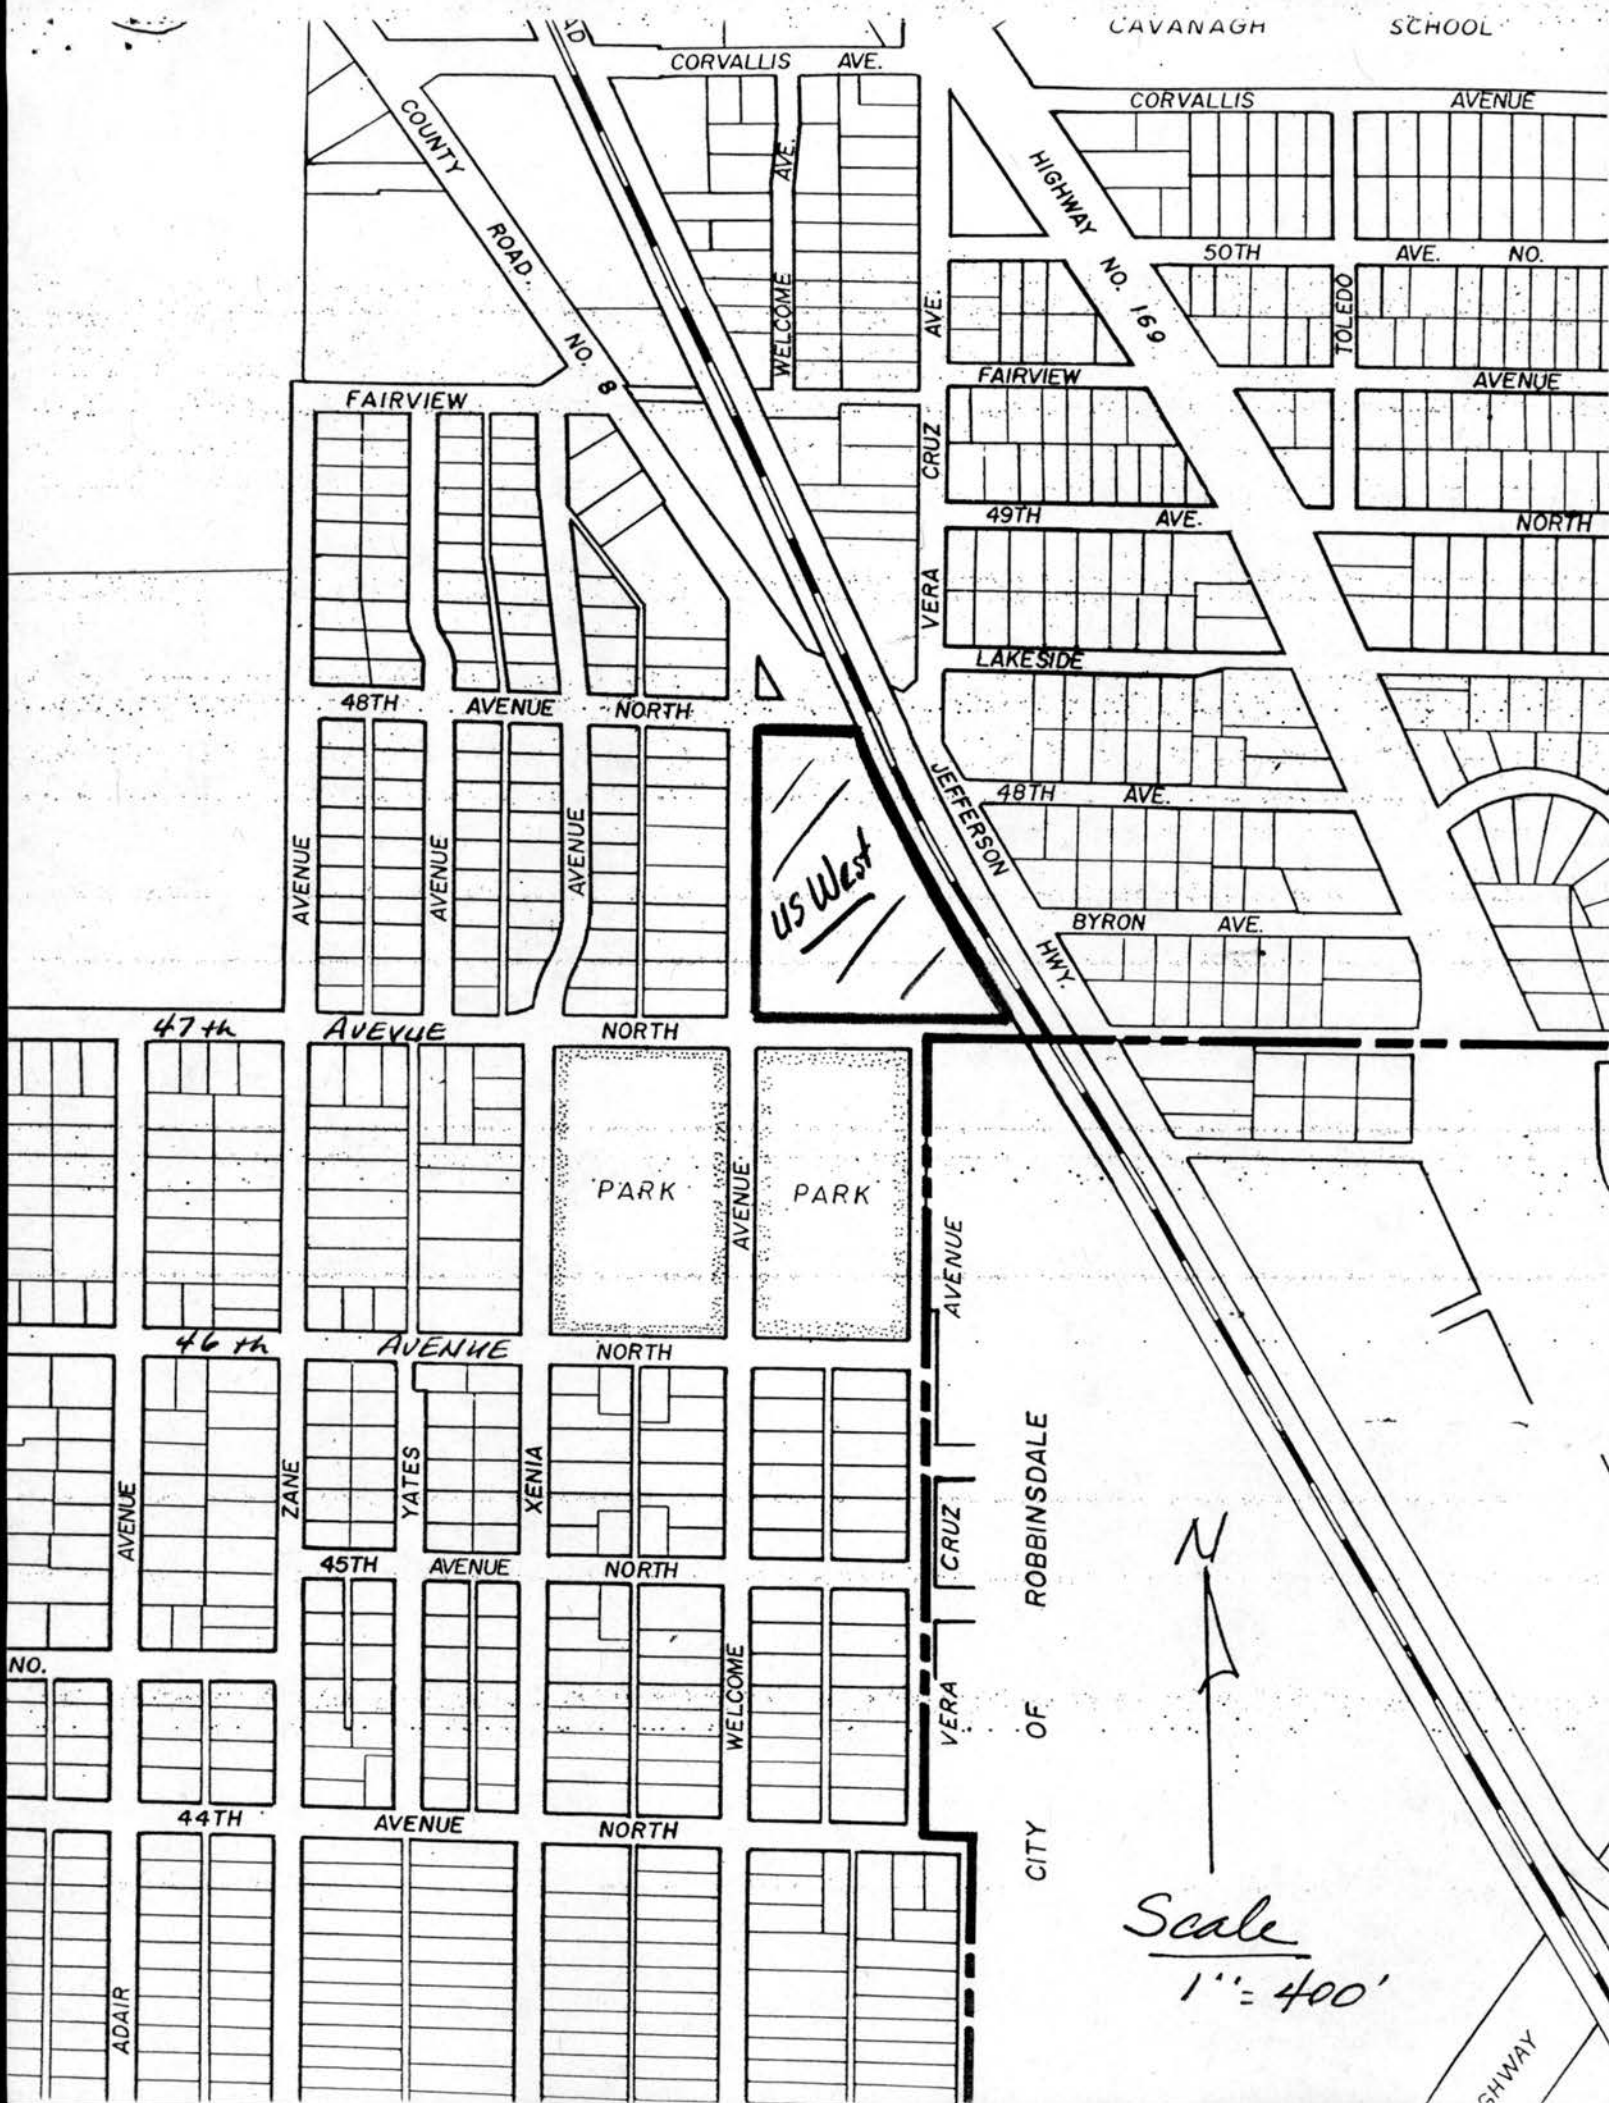 CAVANAGH SCHOOL
AD
CORVALLIS AVE.
CORVALLIS AVENUE
COUNTY ROAD NO. 8
WELCOME AVE.
HIGHWAY NO. 169
50TH AVE. NO.
TOLEDO
FAIRVIEW
FAIRVIEW AVENUE
VERA CRUZ AVE.
49TH AVE. NORTH
LAKESIDE
48TH AVENUE NORTH
JEFFERSON HWY.
48TH AVE.
AVENUE
AVENUE
AVENUE
US West
BYRON AVE.
47th AVEVUE NORTH
PARK
AVENUE
PARK
AVENUE
46th AVENUE NORTH
AVENUE
ZANE
YATES
XENIA
CRUZ
CITY OF ROBBINSDALE
N
45TH AVENUE NORTH
NO.
WELCOME
VERA
44TH AVENUE NORTH
ADAIR
Scale
1" = 400'
GHWAY